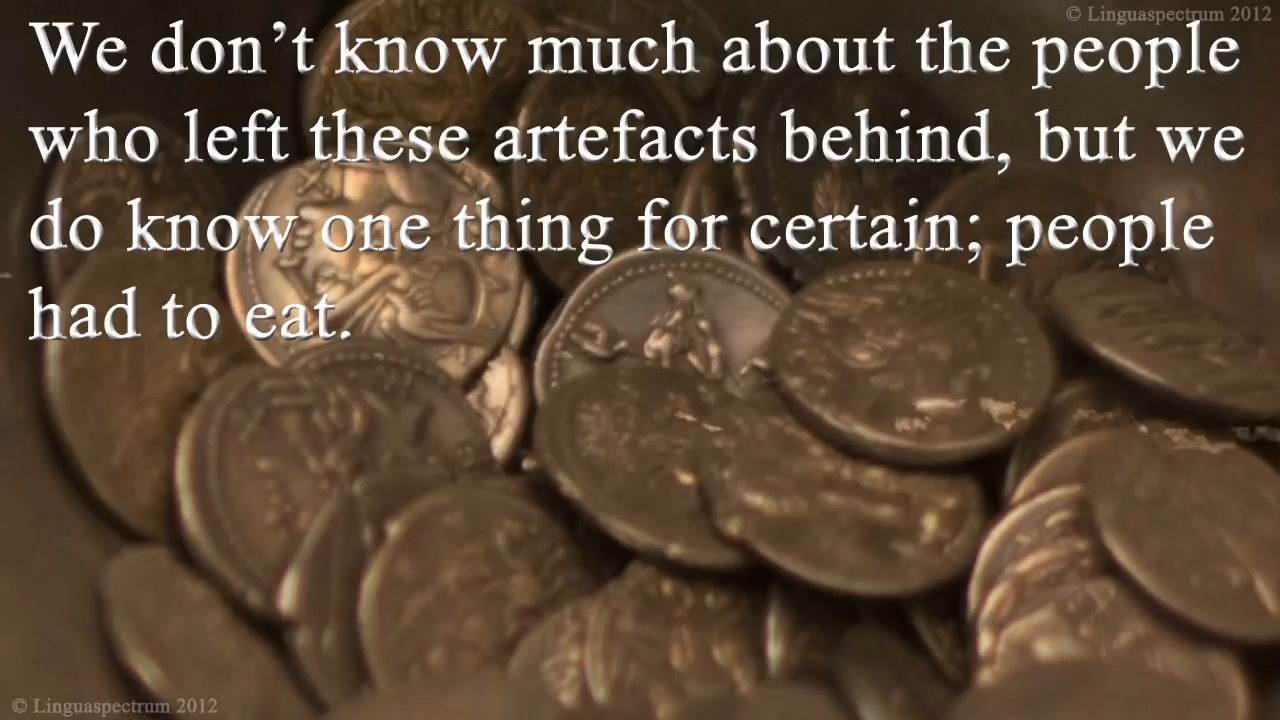 © Linguaspectrum 2012
We don’t know much about the people
who left these artefacts behind, but we
do know one thing for certain; people
had to eat.
© Linguaspectrum 2012